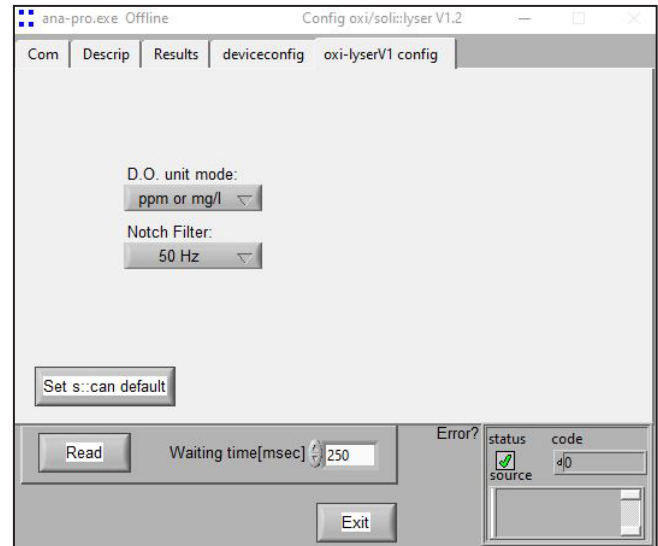 ana-pro.exe Offline Config oxi/soli::lyser V1.2
Com Descrip Results deviceconfig oxi-lyserV1 config
D.O. unit mode:
ppm or mg/l
Notch Filter:
50 Hz
Set s::can default
Read Waiting time[msec] 250
Error? status code
d0
source
Exit